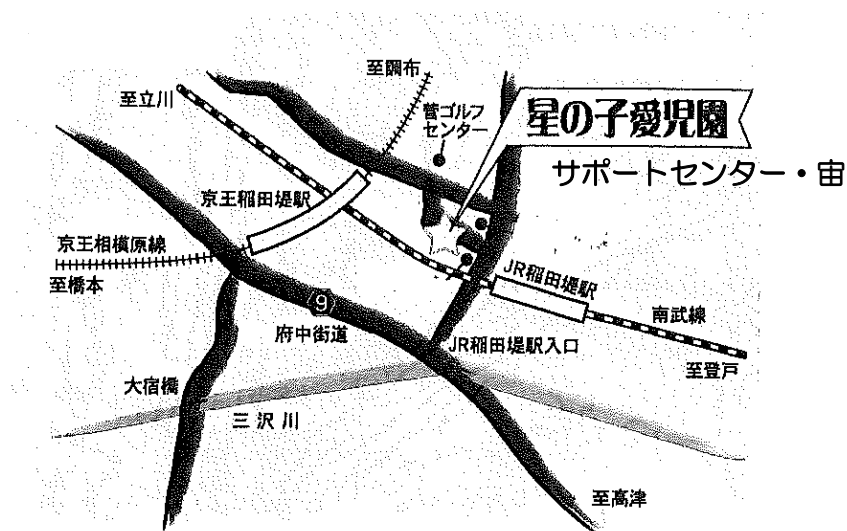 至調布
至立川
菅ゴルフ
センター
星の子愛児園
サポートセンター・宙
京王稲田堤駅
京王相模原線
至橋本
JR稲田堤駅
9
府中街道
南武線
JR稲田堤駅入口
至登戸
大宿橋
三沢川
至高津